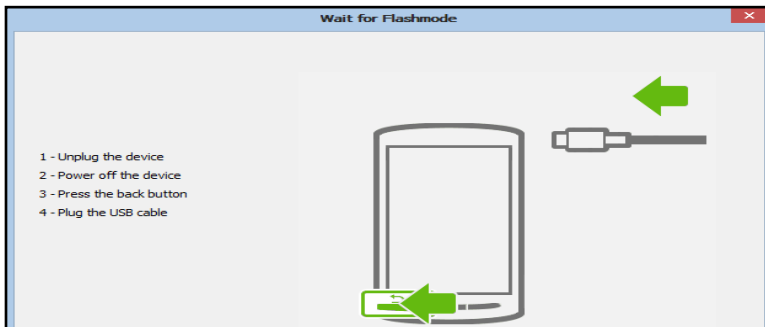 Wait for Flashmode
1 - Unplug the device
2 - Power off the device
3 - Press the back button
4 - Plug the USB cable